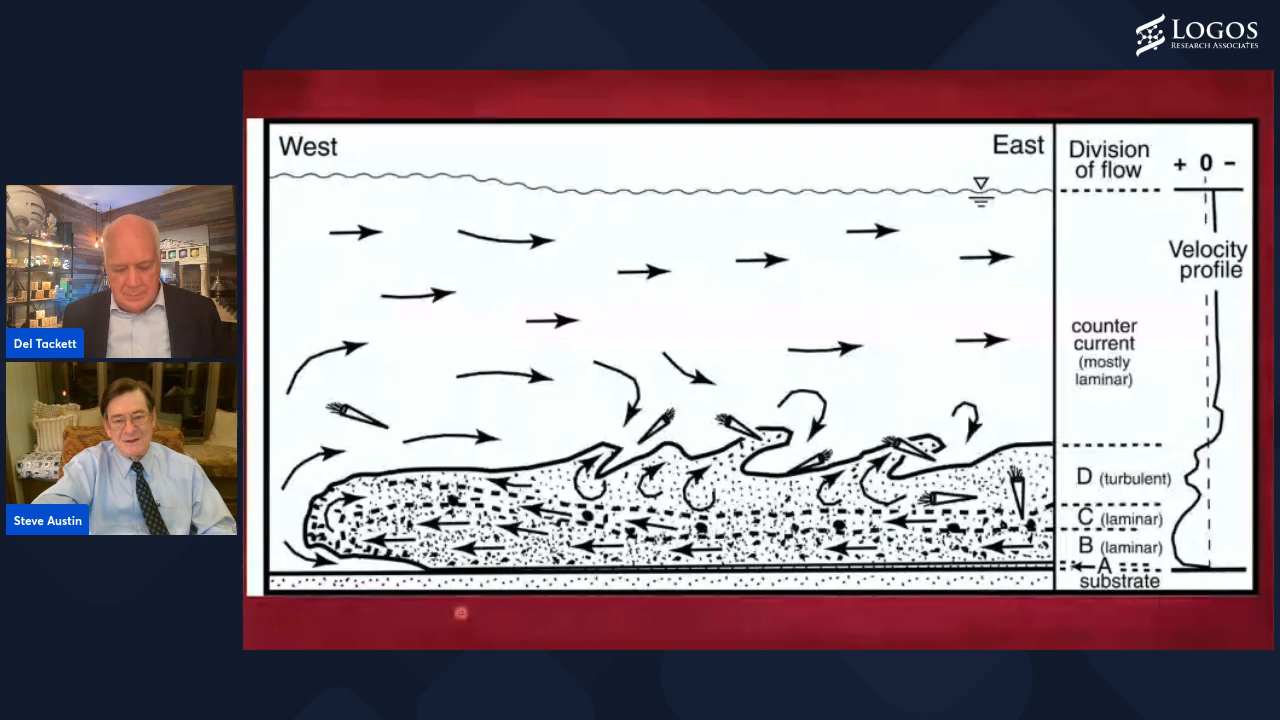 LOGOS
RESEARCH ASSOCIATES
Del Tackett
Steve Austin
West
East
Division
of flow
+ 0 -
Velocity
profile
counter
current
(mostly
laminar)
D (turbulent)
C (laminar)
B (laminar)
A
substrate